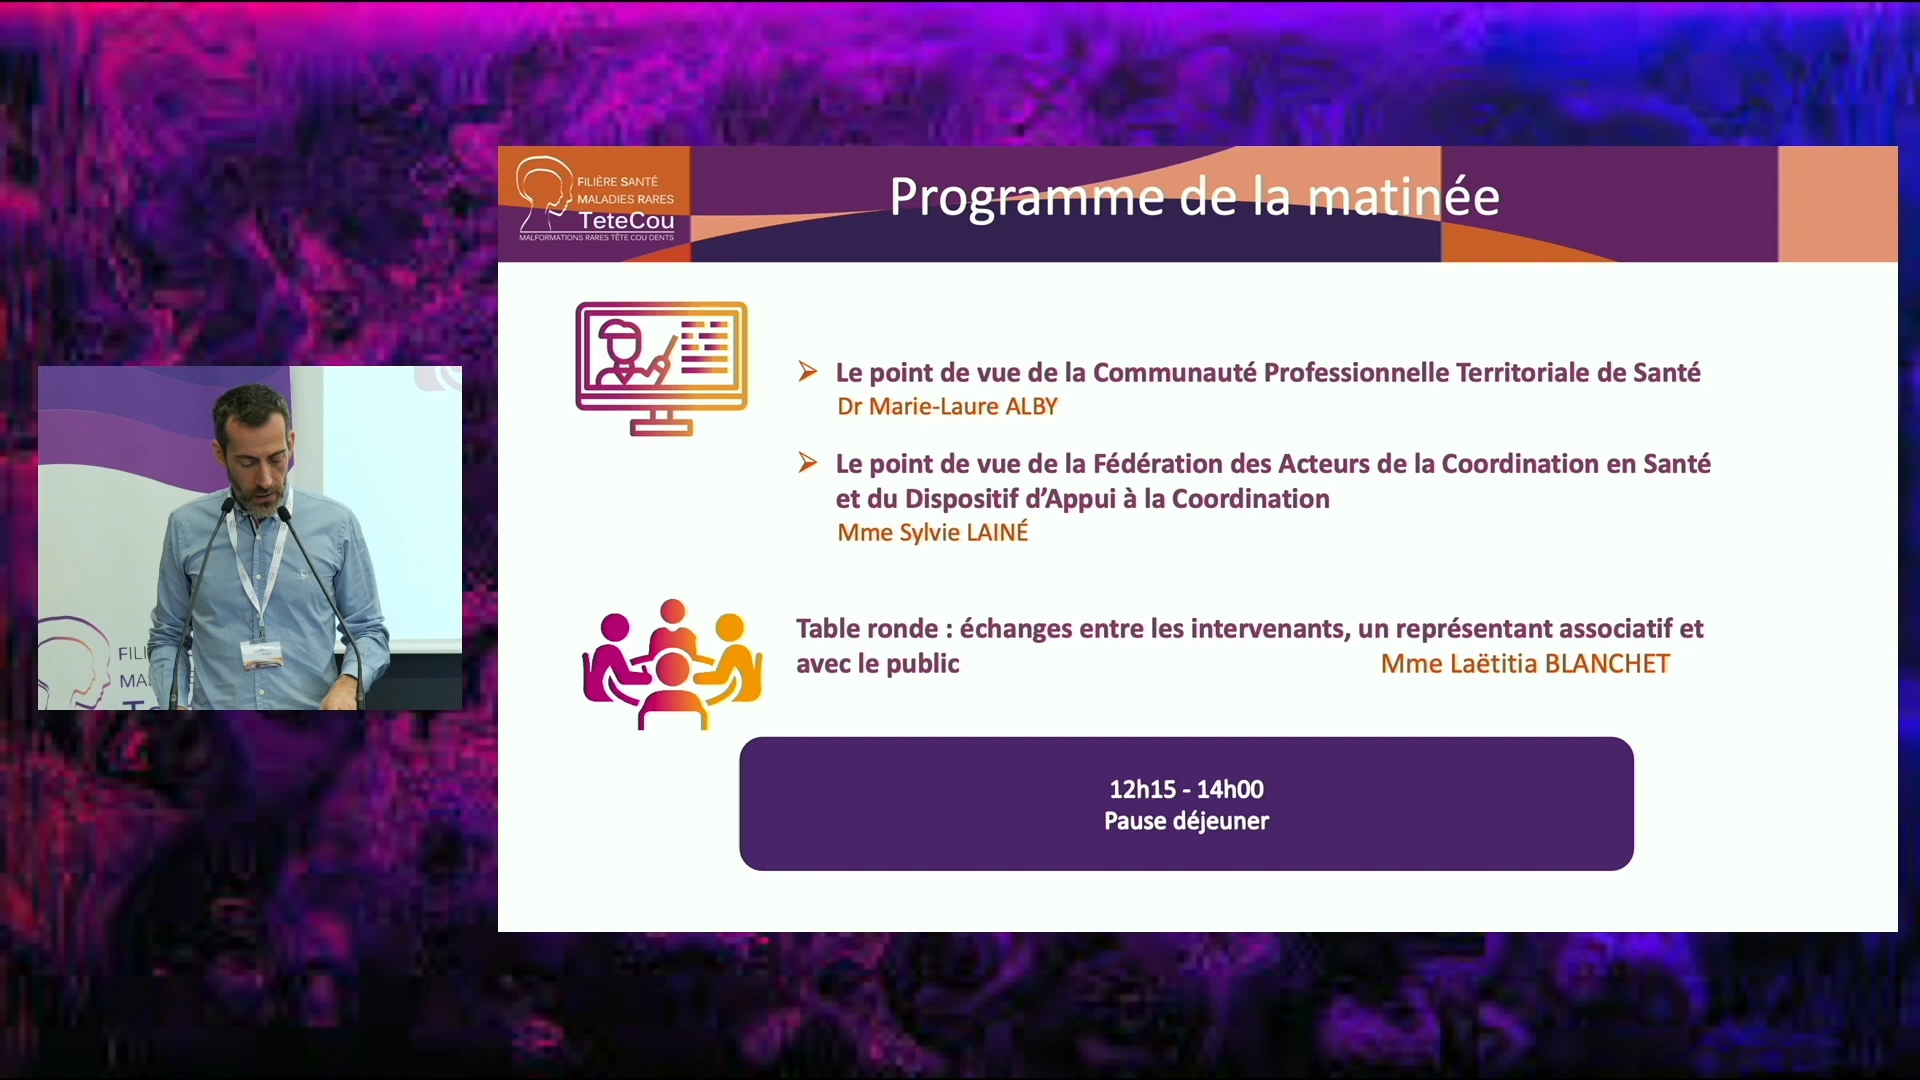 FILIÈRE SANTÉ
MALADIES RARES
TeteCou
MALFORMATIONS RARES TÊTE COU DENTS
Programme de la matinée
Le point de vue de la Communauté Professionnelle Territoriale de Santé
Dr Marie-Laure ALBY
Le point de vue de la Fédération des Acteurs de la Coordination en Santé
et du Dispositif d’Appui à la Coordination
Mme Sylvie LAINÉ
Table ronde : échanges entre les intervenants, un représentant associatif et
avec le public
Mme Laëtitia BLANCHET
12h15 - 14h00
Pause déjeuner